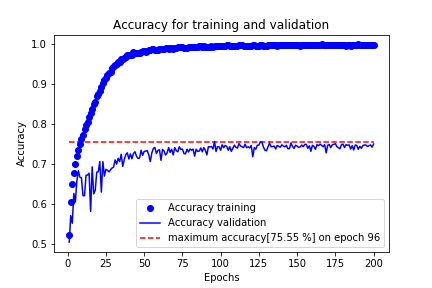 Accuracy for training and validation
1.0
0.9
0.8
0.7
0.6
0.5
Accuracy
Accuracy training
Accuracy validation
maximum accuracy[75.55 %] on epoch 96
0 25 50 75 100 125 150 175 200
Epochs